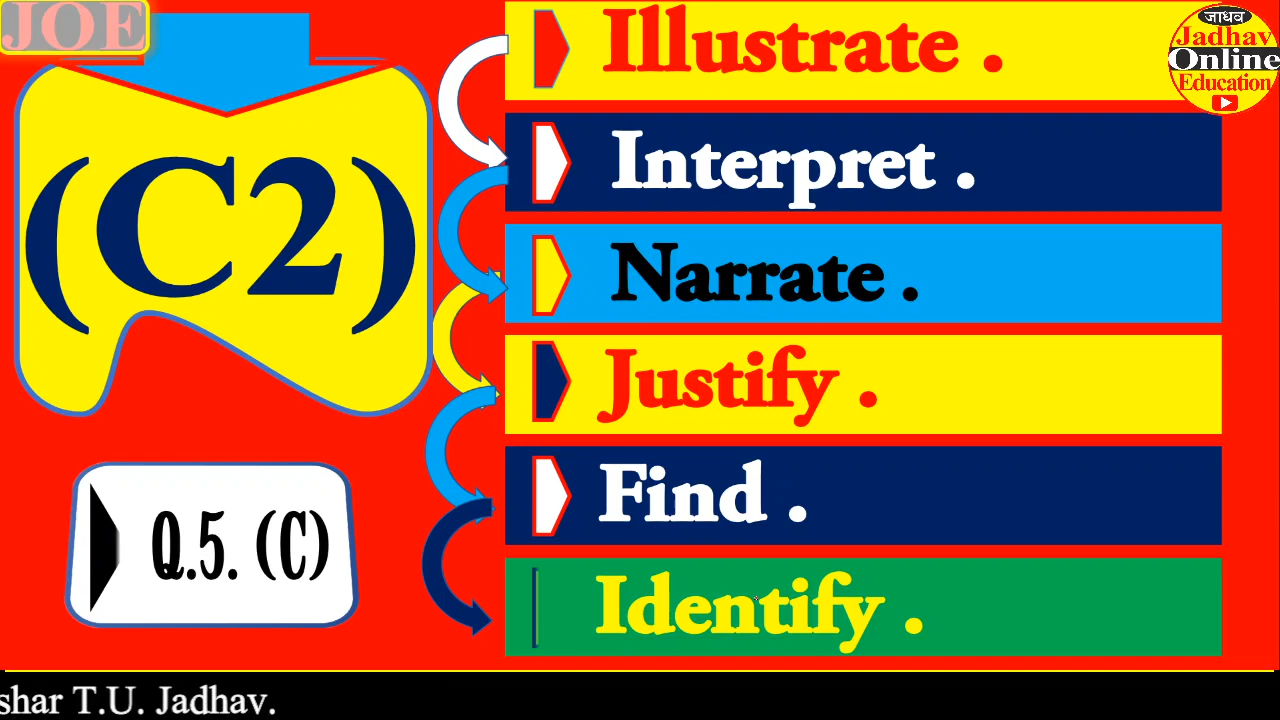 JOE
(C2)
Q.5. (C)
Illustrate .
Interpret .
Narrate .
Justify .
Find .
Identify .
जाधव
Jadhav
Online
Education
shar T.U. Jadhav.